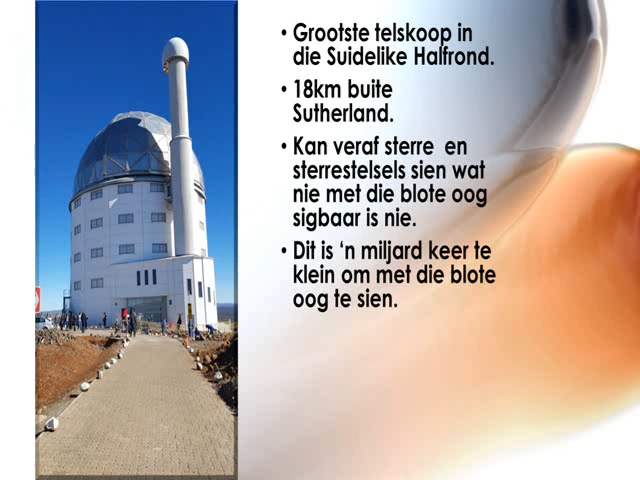 • Grootste telskoop in
die Suidelike Halfrond.
• 18km buite
Sutherland.
• Kan veraf sterre en
sterrestelsels sien wat
nie met die blote oog
sigbaar is nie.
• Dit is ‘n miljard keer te
klein om met die blote
oog te sien.